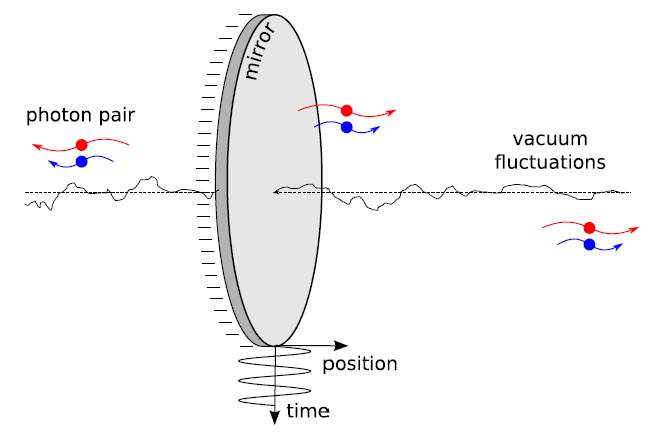 mirror
photon pair
vacuum
fluctuations
position
time